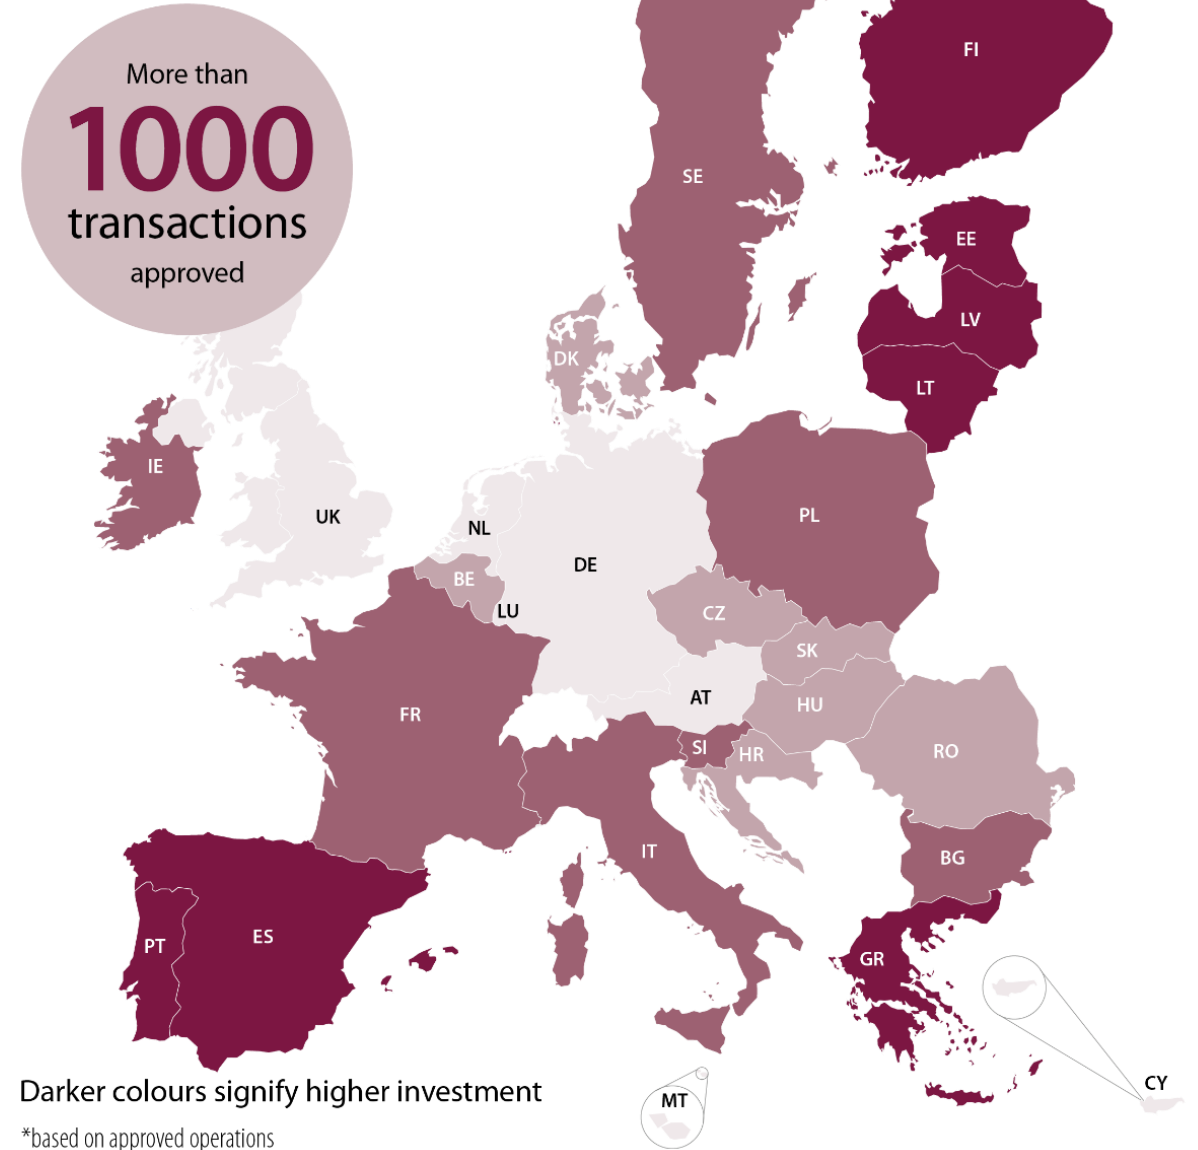 More than
1000
transactions
approved
FI
SE
EE
LV
DK
LT
IE
UK
NL
PL
DE
BE
LU
CZ
SK
AT
HU
FR
SI
HR
RO
IT
BG
PT
ES
GR
CY
MT
Darker colours signify higher investment
*based on approved operations